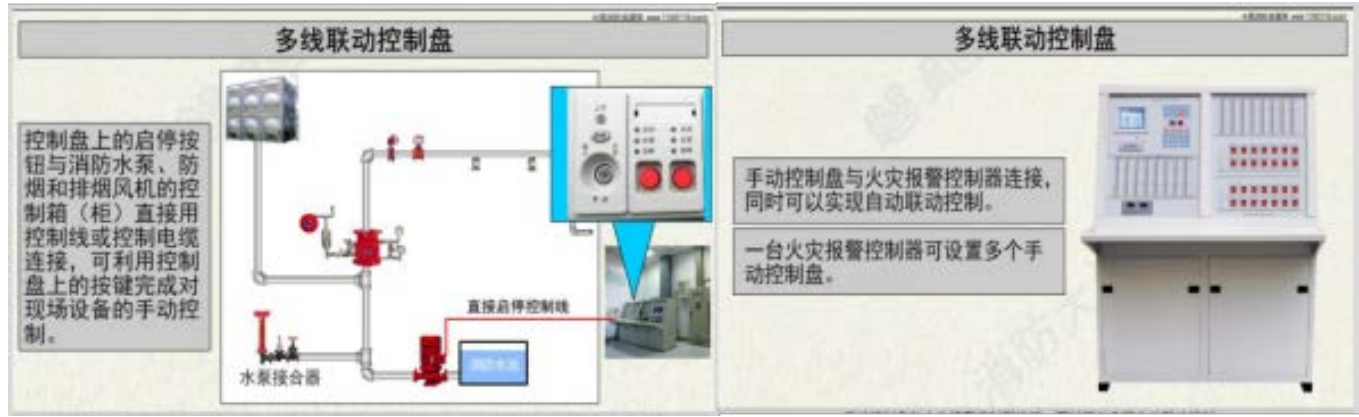 多线联动控制盘
控制盘上的启停按
钮与消防水泵、防
烟和排烟风机的控
制箱（柜）直接用
控制线或控制电缆
连接，可利用控制
盘上的按键完成对
现场设备的手动控
制。
直接启停控制线
消防水池
水泵接合器
多线联动控制盘
手动控制盘与火灾报警控制器连接，
同时可以实现自动联动控制。
一台火灾报警控制器可设置多个手
动控制盘。